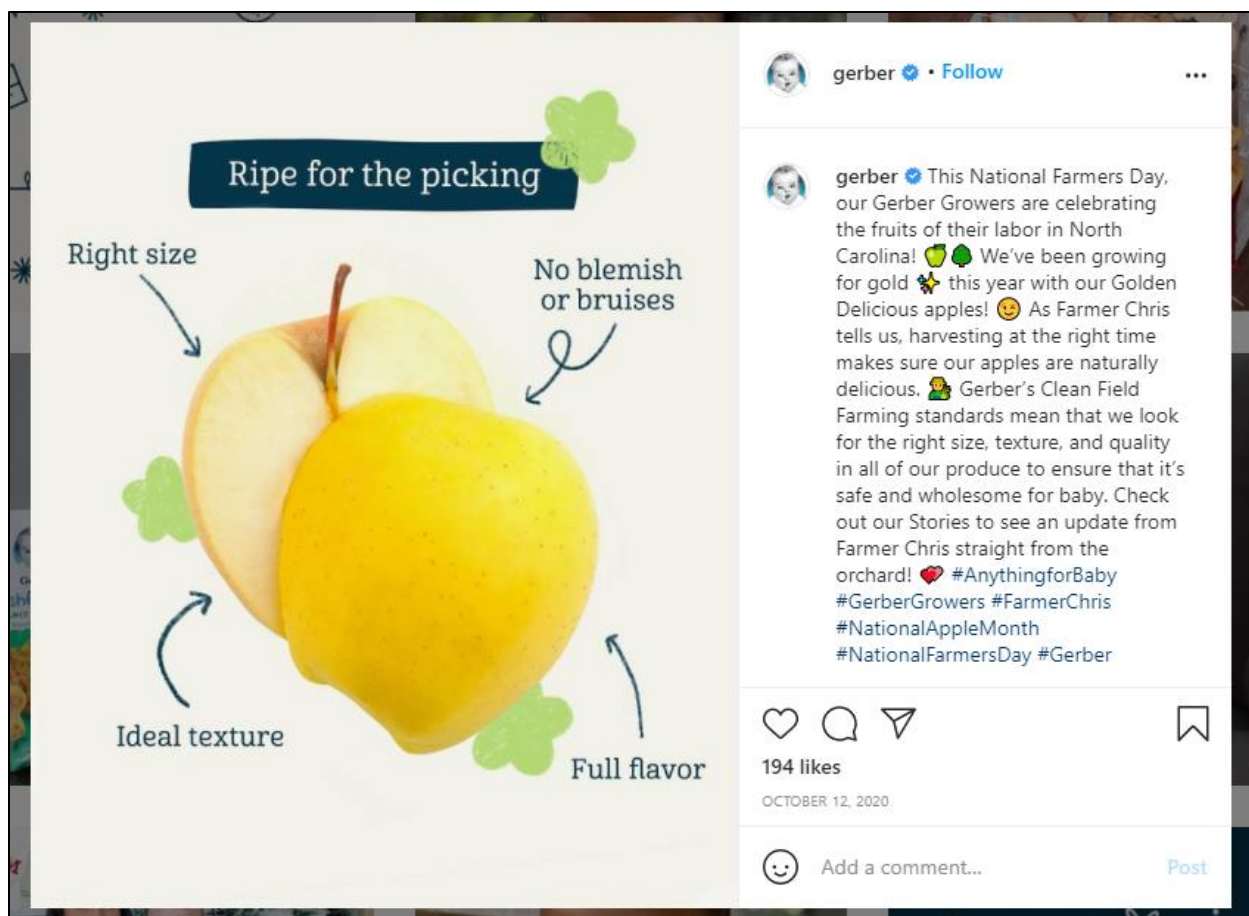 Ripe for the picking
Right size
No blemish
or bruises
Ideal texture
Full flavor
gerber • Follow
gerber This National Farmers Day,
our Gerber Growers are celebrating
the fruits of their labor in North
Carolina! 🍏🌳 We've been growing
for gold ✨ this year with our Golden
Delicious apples! 😉 As Farmer Chris
tells us, harvesting at the right time
makes sure our apples are naturally
delicious. 👨‍🌾 Gerber's Clean Field
Farming standards mean that we look
for the right size, texture, and quality
in all of our produce to ensure that it's
safe and wholesome for baby. Check
out our Stories to see an update from
Farmer Chris straight from the
orchard! 💕 #AnythingforBaby
#GerberGrowers #FarmerChris
#NationalAppleMonth
#NationalFarmersDay #Gerber
194 likes
OCTOBER 12, 2020
Add a comment... Post